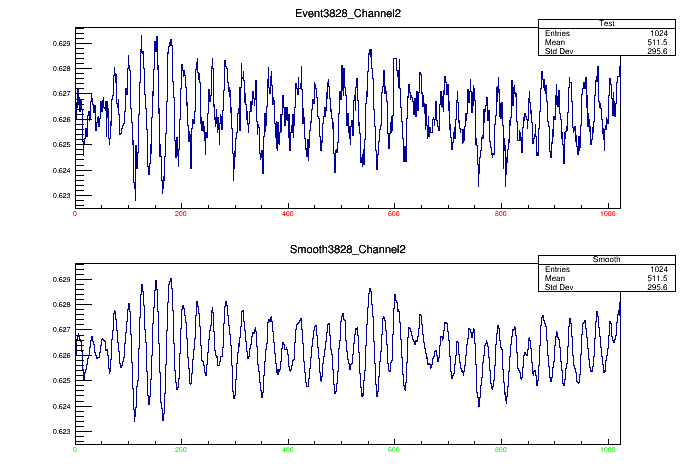 Event3828_Channel2
Test
Entries 1024
Mean 511.5
Std Dev 295.6
0.629
0.628
0.627
0.626
0.625
0.624
0.623
0 200 400 600 800 1000
Smooth3828_Channel2
Smooth
Entries 1024
Mean 511.5
Std Dev 295.6
0.629
0.628
0.627
0.626
0.625
0.624
0.623
0 200 400 600 800 1000